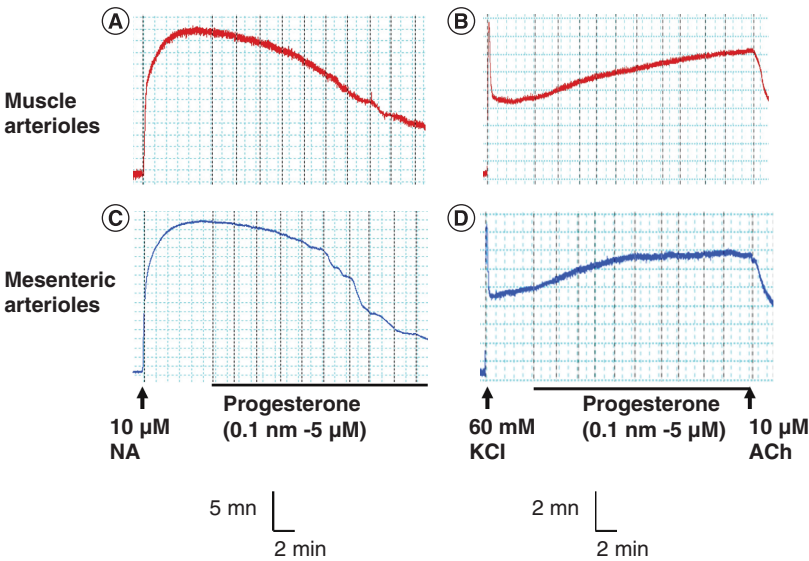 A
B
Muscle
arterioles
C
D
Mesenteric
arterioles
10 µM
NA
Progesterone
(0.1 nm -5 µM)
60 mM
KCl
Progesterone
(0.1 nm -5 µM)
10 µM
ACh
5 mn
2 min
2 mn
2 min